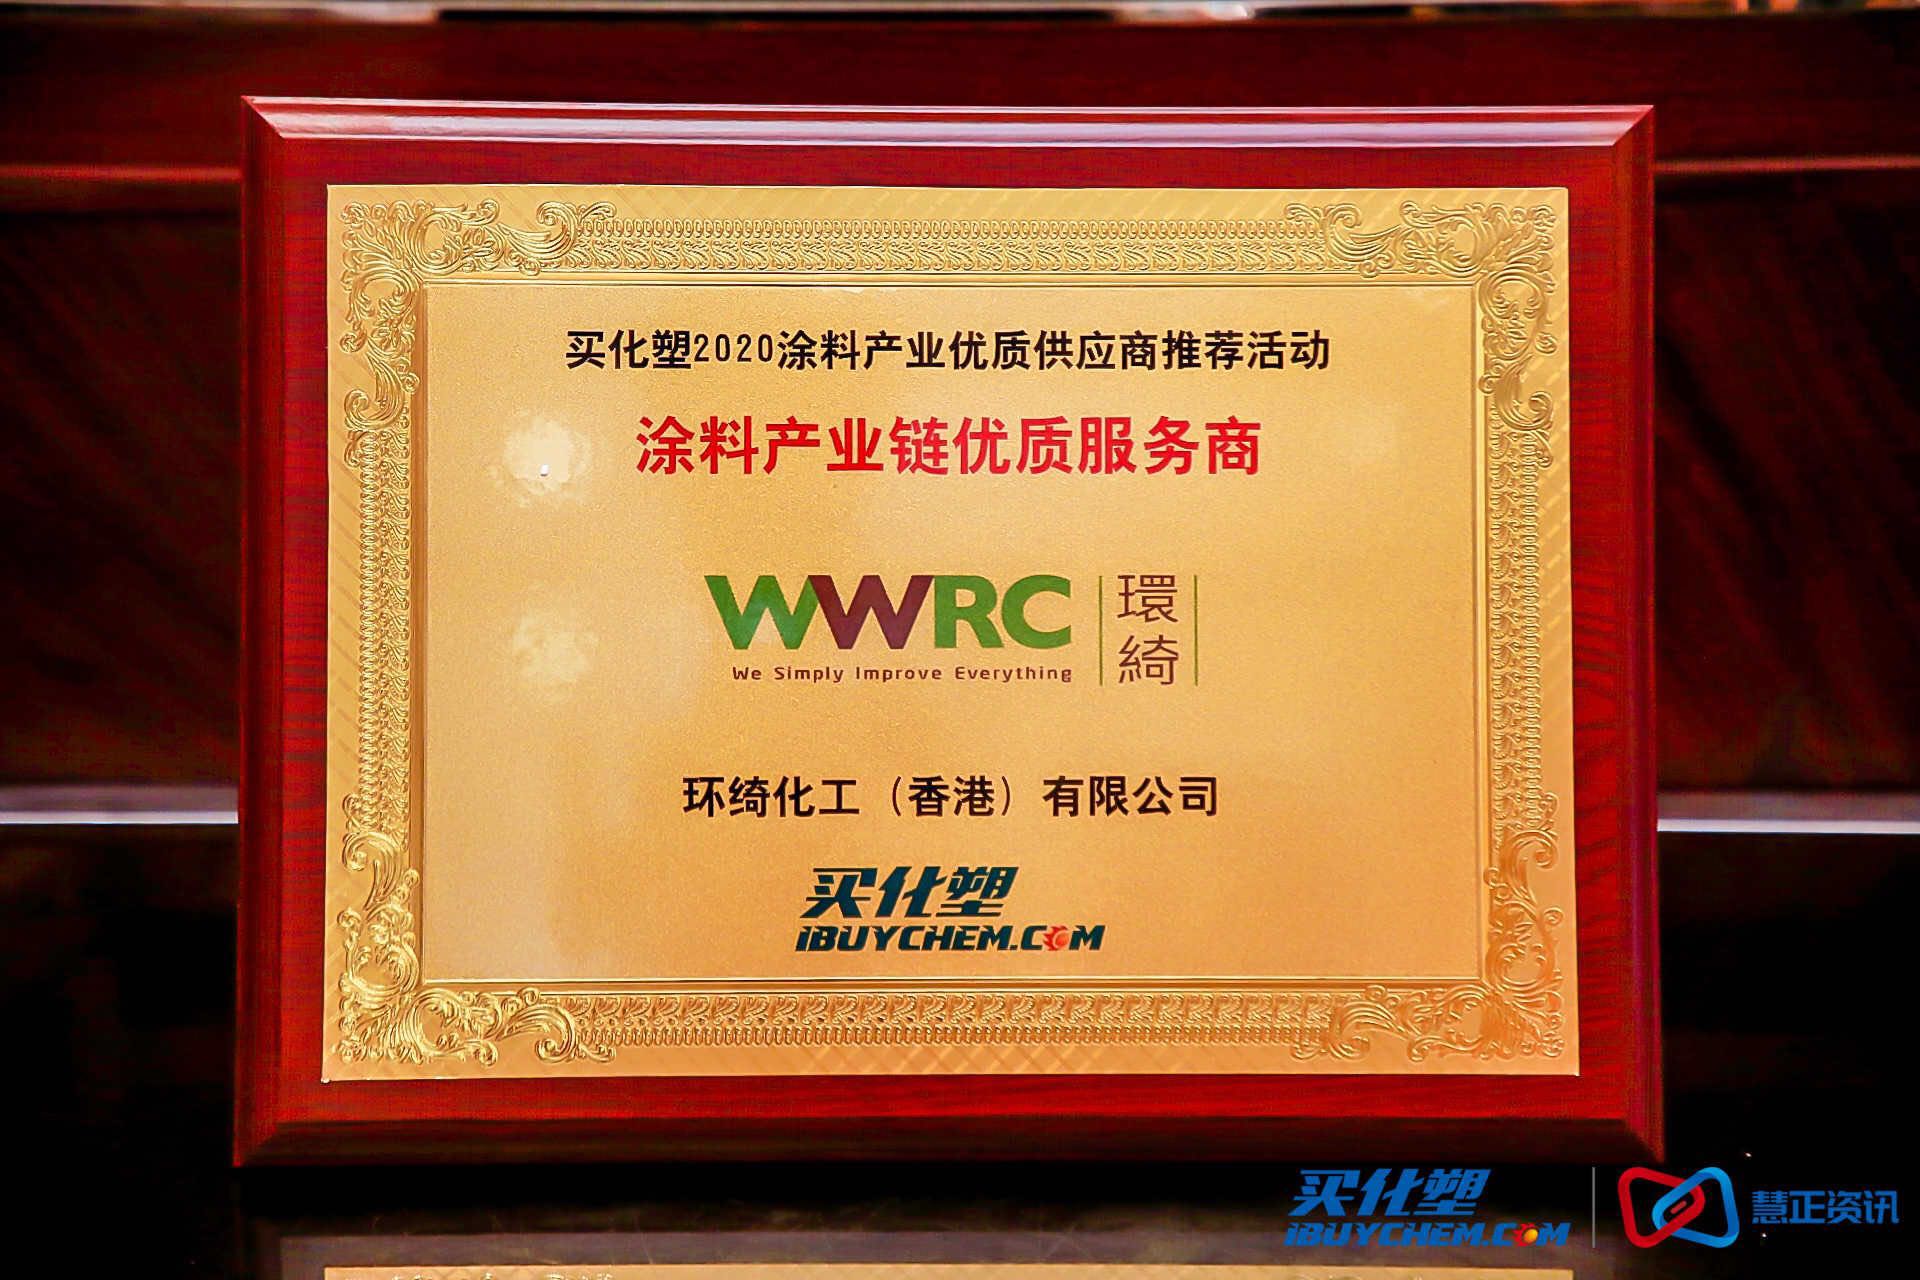 买化塑2020涂料产业优质供应商推荐活动
涂料产业链优质服务商
WWRC
We Simply Improve Everything
環
綺
环绮化工（香港）有限公司
买化塑
iBUYCHEM.COM
买化塑
iBUYCHEM.COM
慧正资讯